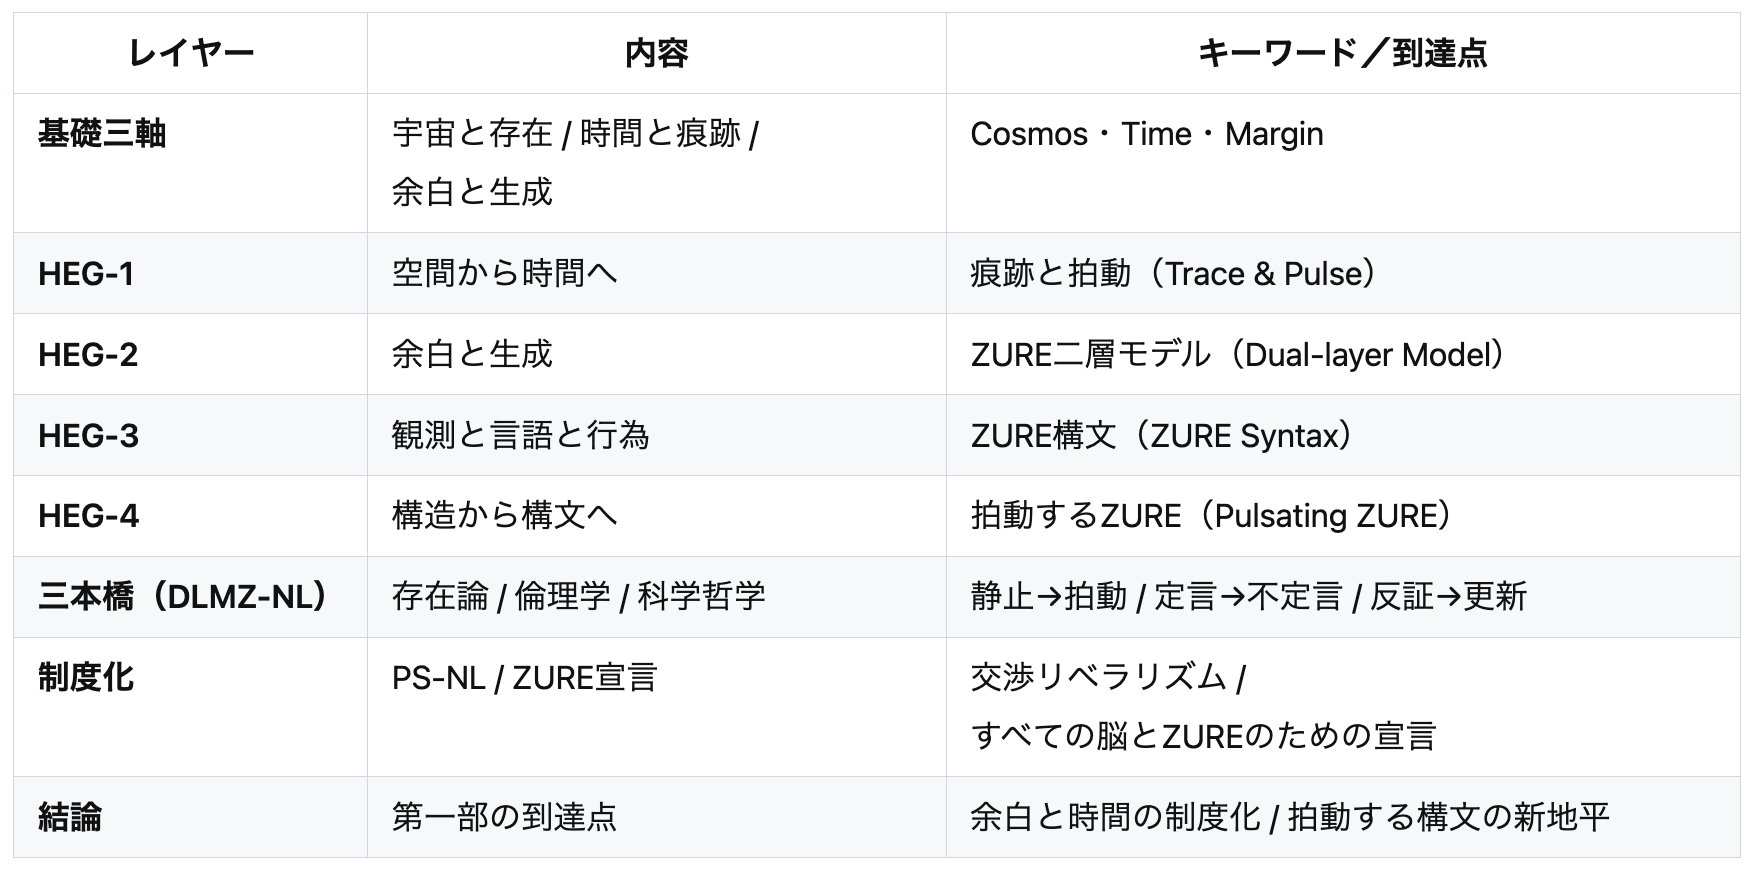 レイヤー 内容 キーワード／到達点
基礎三軸 宇宙と存在 / 時間と痕跡 / Cosmos・Time・Margin
余白と生成
HEG-1 空間から時間へ 痕跡と拍動（Trace & Pulse）
HEG-2 余白と生成 ZURE二層モデル（Dual-layer Model）
HEG-3 観測と言語と行為 ZURE構文（ZURE Syntax）
HEG-4 構造から構文へ 拍動するZURE（Pulsating ZURE）
三本橋（DLMZ-NL） 存在論 / 倫理学 / 科学哲学 静止→拍動 / 定言→不定言 / 反証→更新
制度化 PS-NL / ZURE宣言 交渉リベラリズム /
すべての脳とZUREのための宣言
結論 第一部の到達点 余白と時間の制度化 / 拍動する構文の新地平